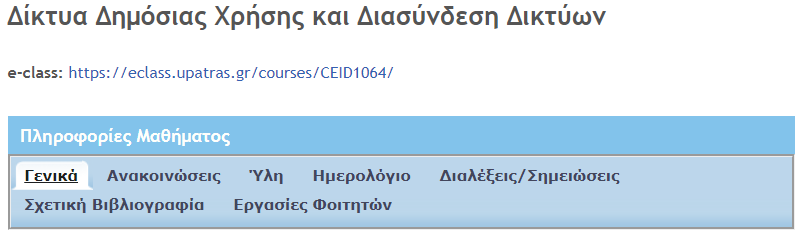 Δίκτυα Δημόσιας Χρήσης και Διασύνδεση Δικτύων
e-class: https://eclass.upatras.gr/courses/CEID1064/
Πληροφορίες Μαθήματος
Γενικά Ανακοινώσεις Ύλη Ημερολόγιο Διαλέξεις/Σημειώσεις
Σχετική Βιβλιογραφία Εργασίες Φοιτητών